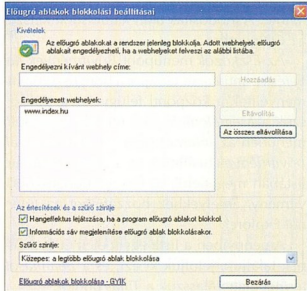 Előugró ablakok blokkolási beállításai
Kivételek
Az előugró ablakokat a rendszer jelenleg blokkolja. Adott webhelyek előugró
ablakait engedélyezheti, ha a webhelyeket felveszi az alábbi listába.
Engedélyezni kívánt webhely címe:
Hozzáadás
Engedélyezett webhelyek:
www.index.hu
Eltávolítás
Az összes eltávolítása
Az értesítések és a szűrő szintje
Hangeffektus lejátszása, ha a program előugró ablakot blokkol.
Információs sáv megjelenítése előugró ablak blokkolásakor.
Szűrő szintje:
Közepes: a legtöbb előugró ablak blokkolása
Előugró ablakok blokkolása - GYIK
Bezárás